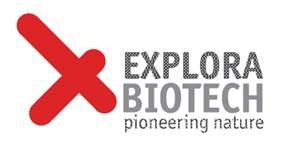 EXPLORA
BIOTECH
pioneering nature